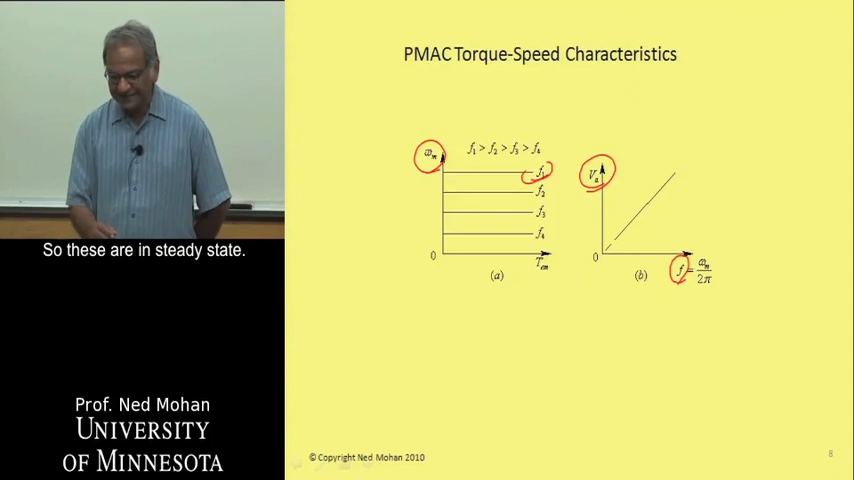 PMAC Torque-Speed Characteristics
ωm
f1 > f2 > f3 > f4
f1
f2
f3
f4
0
Tem
(a)
Va
0
(b)
f = ωm/2π
So these are in steady state.
Prof. Ned Mohan
UNIVERSITY
OF MINNESOTA
© Copyright Ned Mohan 2010
8